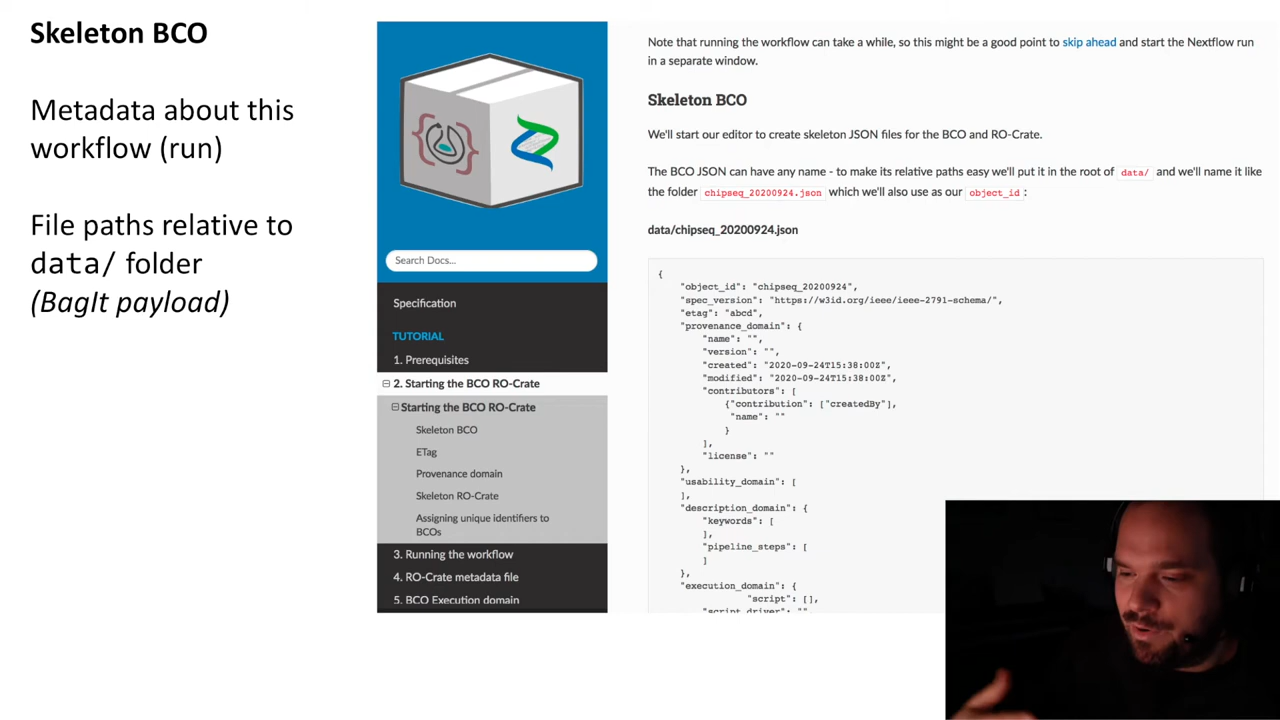 Skeleton BCO
Metadata about this
workflow (run)
File paths relative to
data/ folder
(BagIt payload)
Search Docs...
Specification
TUTORIAL
1. Prerequisites
2. Starting the BCO RO-Crate
Starting the BCO RO-Crate
Skeleton BCO
ETag
Provenance domain
Skeleton RO-Crate
Assigning unique identifiers to
BCOs
3. Running the workflow
4. RO-Crate metadata file
5. BCO Execution domain
Note that running the workflow can take a while, so this might be a good point to skip ahead and start the Nextflow run
in a separate window.
Skeleton BCO
We'll start our editor to create skeleton JSON files for the BCO and RO-Crate.
The BCO JSON can have any name - to make its relative paths easy we'll put it in the root of data/ and we'll name it like
the folder chipseq_20200924.json which we'll also use as our object_id :
data/chipseq_20200924.json
{
"object_id": "chipseq_20200924",
"spec_version": "https://w3id.org/ieee/ieee-2791-schema/",
"etag": "abcd",
"provenance_domain": {
"name": "",
"version": "",
"created": "2020-09-24T15:38:00Z",
"modified": "2020-09-24T15:38:00Z",
"contributors": [
{"contribution": ["createdBy"],
"name": ""
}
],
"license": ""
},
"usability_domain": [
],
"description_domain": {
"keywords": [
],
"pipeline_steps": [
]
},
"execution_domain": {
"script": [],
"script_driver": "",